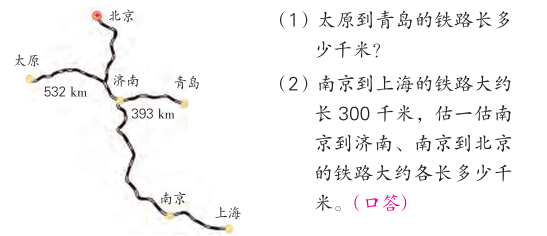 北京
太原
济南
青岛
532 km
393 km
南京
上海
（1）太原到青岛的铁路长多
少千米？
（2）南京到上海的铁路大约
长 300 千米，估一估南
京到济南、南京到北京
的铁路大约各长多少千
米。（口答）